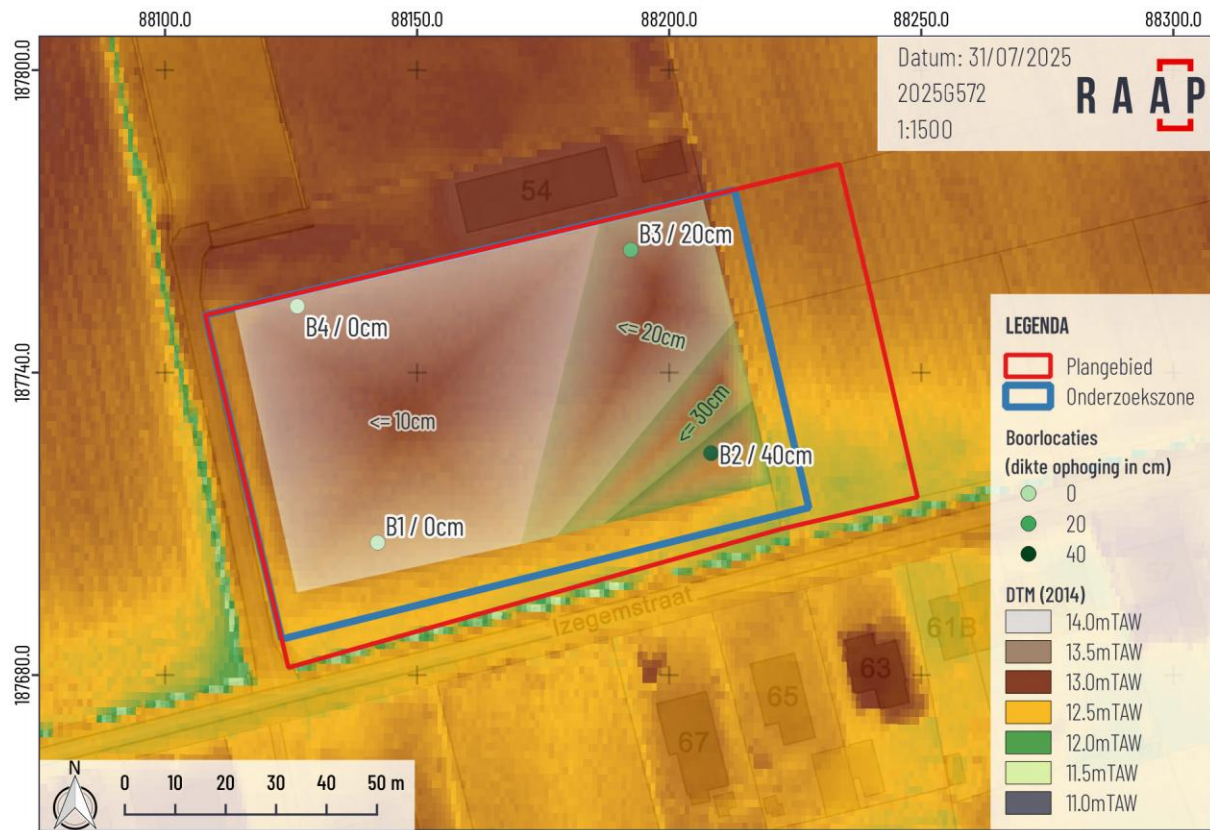 88100.0 88150.0 88200.0 88250.0 88300.0
187800.0
187740.0
187680.0
Datum: 31/07/2025
2025G572
1:1500
RAAP
54
B3 / 20cm
B4 / 0cm
<= 20cm
<= 10cm
<= 30cm
B2 / 40cm
B1 / 0cm
Izegemstraat
61B
63
65
67
LEGENDA
Plangebied
Onderzoekszone
Boorlocaties
(dikte ophoging in cm)
0
20
40
DTM (2014)
14.0mTAW
13.5mTAW
13.0mTAW
12.5mTAW
12.0mTAW
11.5mTAW
11.0mTAW
N
0 10 20 30 40 50 m